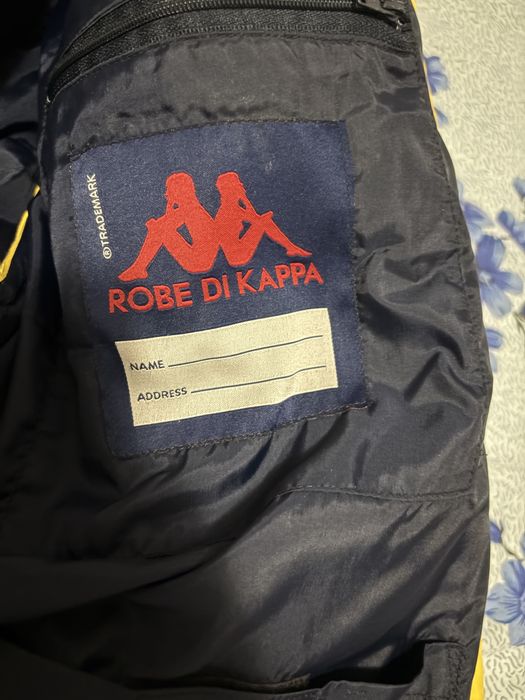 ®TRADEMARK
ROBE DI KAPPA
NAME
ADDRESS